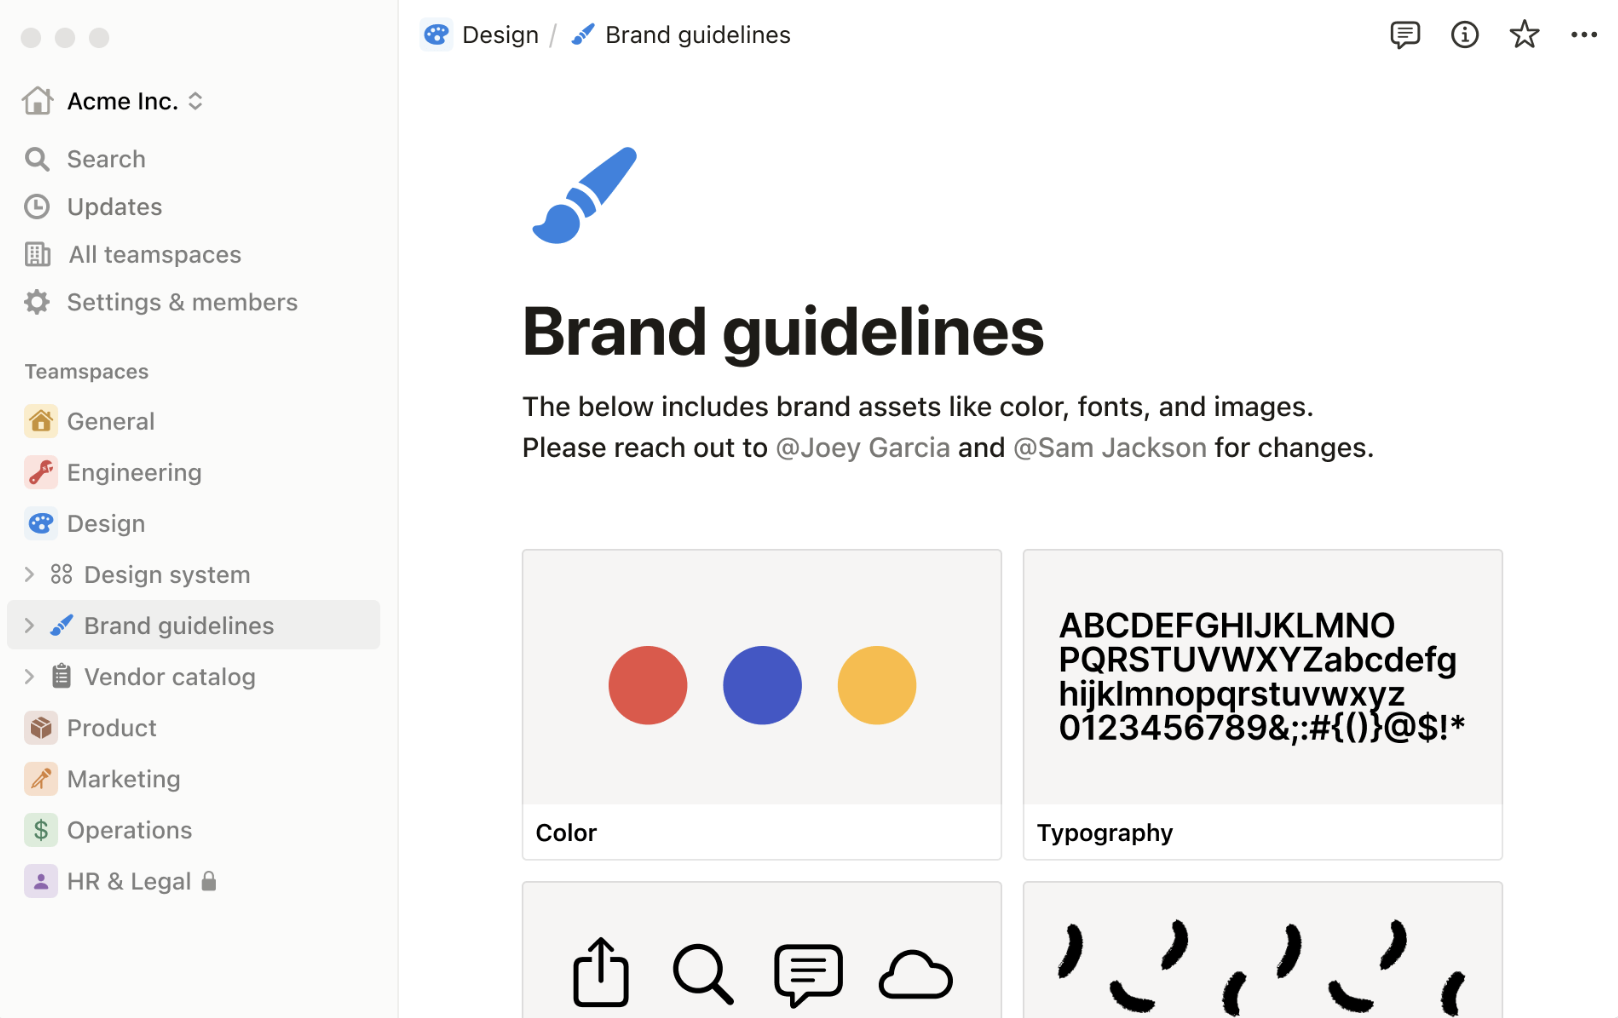 Acme Inc.
Search
Updates
All teamspaces
Settings & members
Teamspaces
General
Engineering
Design
Design system
Brand guidelines
Vendor catalog
Product
Marketing
$ Operations
HR & Legal
Design / Brand guidelines
Brand guidelines
The below includes brand assets like color, fonts, and images.
Please reach out to @Joey Garcia and @Sam Jackson for changes.
Color
ABCDEFGHIJKLMNO
PQRSTUVWXYZabcdefg
hijklmnopqrstuvwxyz
0123456789&;:#{()}@$!*
Typography